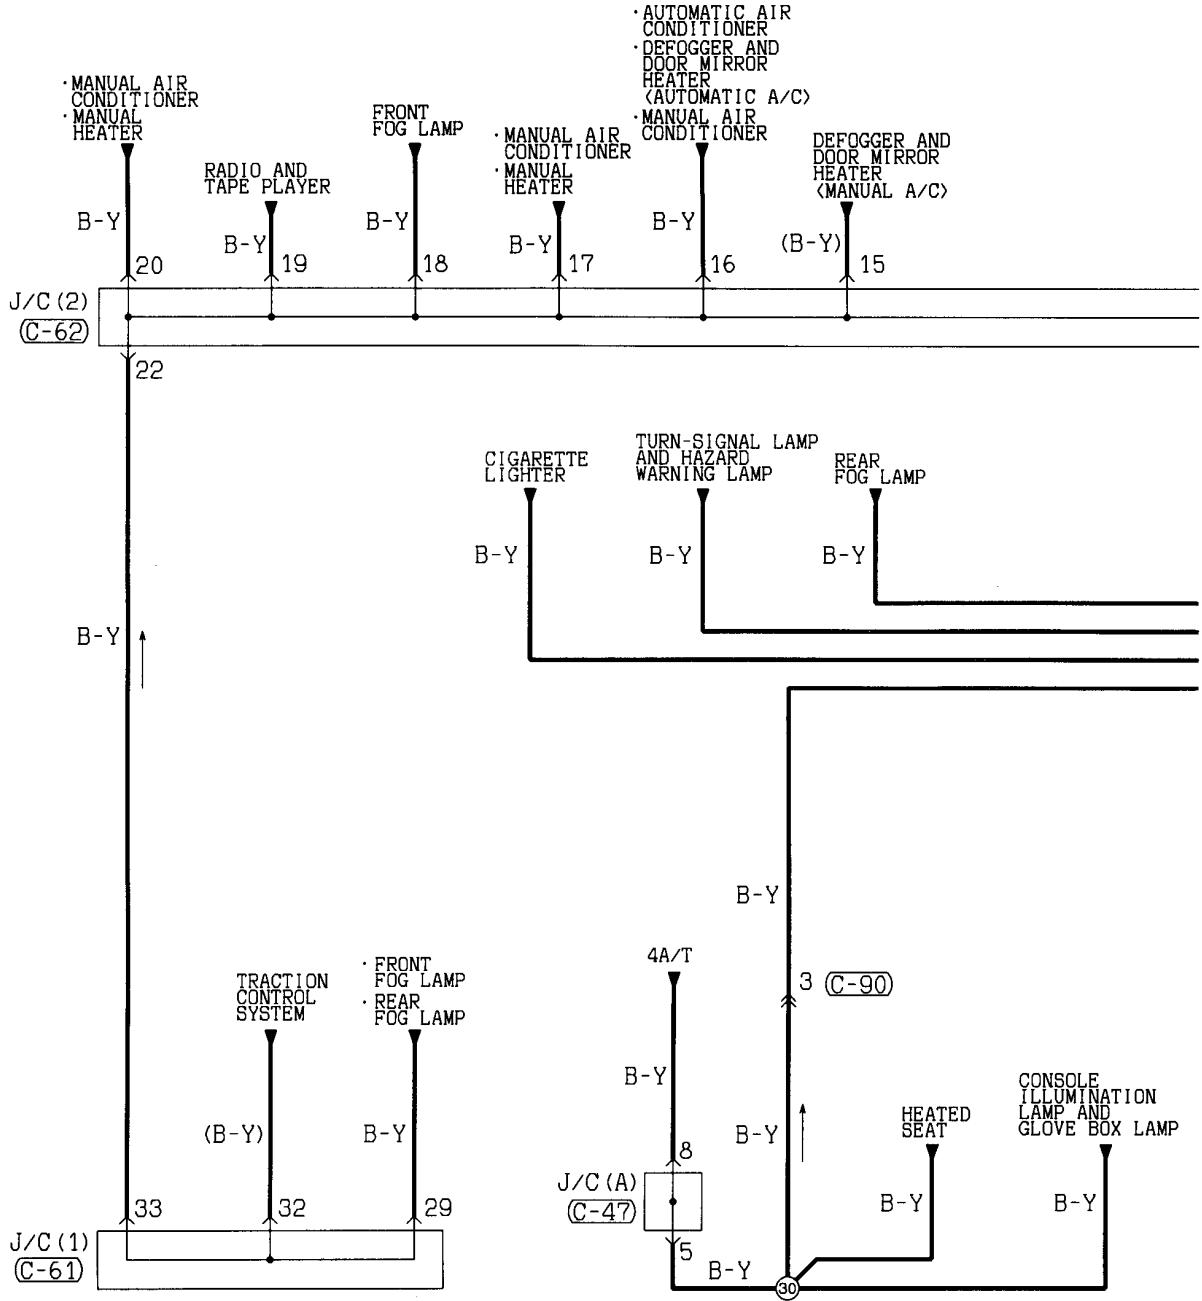 ·AUTOMATIC AIR
CONDITIONER
·DEFOGGER AND
DOOR MIRROR
HEATER
<AUTOMATIC A/C>
·MANUAL AIR
CONDITIONER
·MANUAL AIR
CONDITIONER
·MANUAL
HEATER
FRONT
FOG LAMP
·MANUAL AIR
CONDITIONER
·MANUAL
HEATER
DEFOGGER AND
DOOR MIRROR
HEATER
<MANUAL A/C>
RADIO AND
TAPE PLAYER
B-Y
B-Y
B-Y
B-Y
B-Y
(B-Y)
20
19
18
17
16
15
J/C(2)
C-62
22
CIGARETTE
LIGHTER
TURN-SIGNAL LAMP
AND HAZARD
WARNING LAMP
REAR
FOG LAMP
B-Y
B-Y
B-Y
B-Y
B-Y
4A/T
3
C-90
TRACTION
CONTROL
SYSTEM
·FRONT
FOG LAMP
·REAR
FOG LAMP
B-Y
CONSOLE
ILLUMINATION
LAMP AND
GLOVE BOX LAMP
HEATED
SEAT
(B-Y)
B-Y
B-Y
8
J/C(A)
C-47
B-Y
B-Y
33
32
29
J/C(1)
C-61
5
B-Y
30